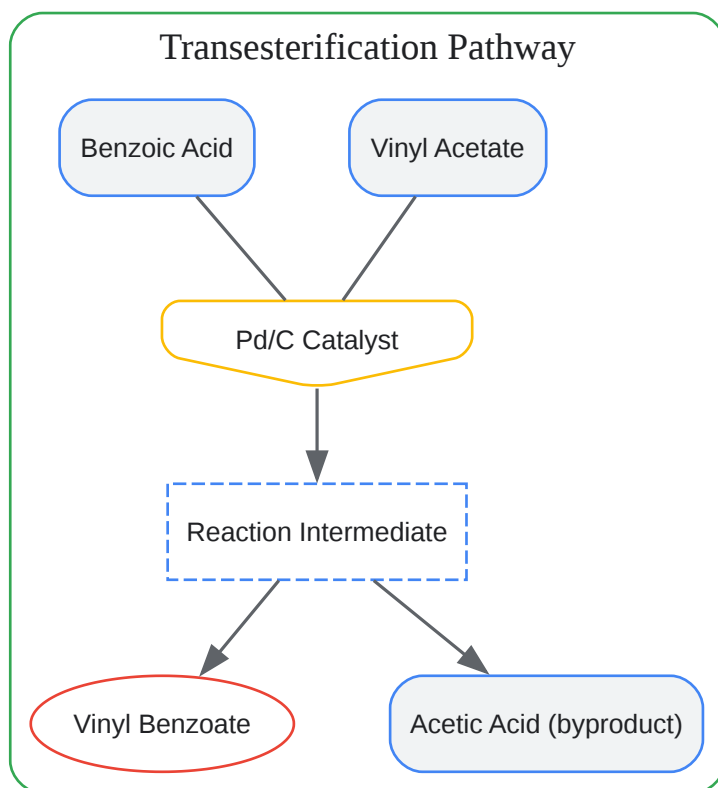 Transesterification Pathway
Benzoic Acid
Vinyl Acetate
Pd/C Catalyst
Reaction Intermediate
Vinyl Benzoate
Acetic Acid (byproduct)